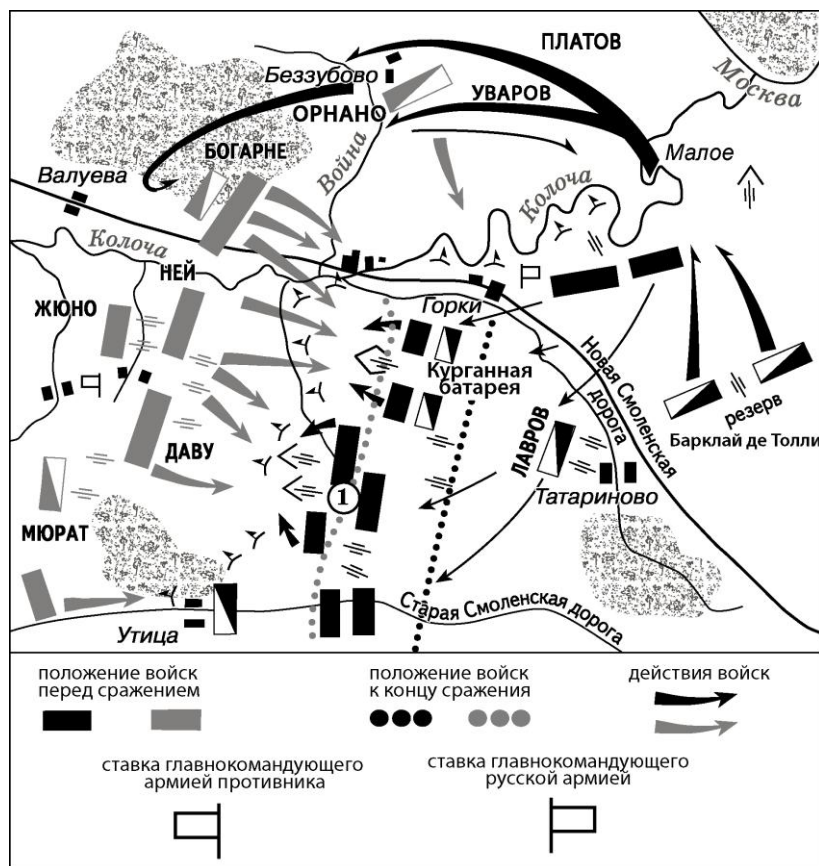 ПЛАТОВ
Москва
Беззубово
УВАРОВ
ОРНАНО
Малое
БОГАРНЕ
Война
Валуева
Колоча
Колоча
НЕЙ
ЖЮНО
Горки
Курганная
батарея
Новая Смоленская
дорога
резерв
Барклай де Толли
ДАВУ
ЛАВРОВ
Татариново
1
МЮРАТ
Старая Смоленская дорога
Утица
положение войск
перед сражением
положение войск
к концу сражения
действия войск
ставка главнокомандующего
армией противника
ставка главнокомандующего
русской армией